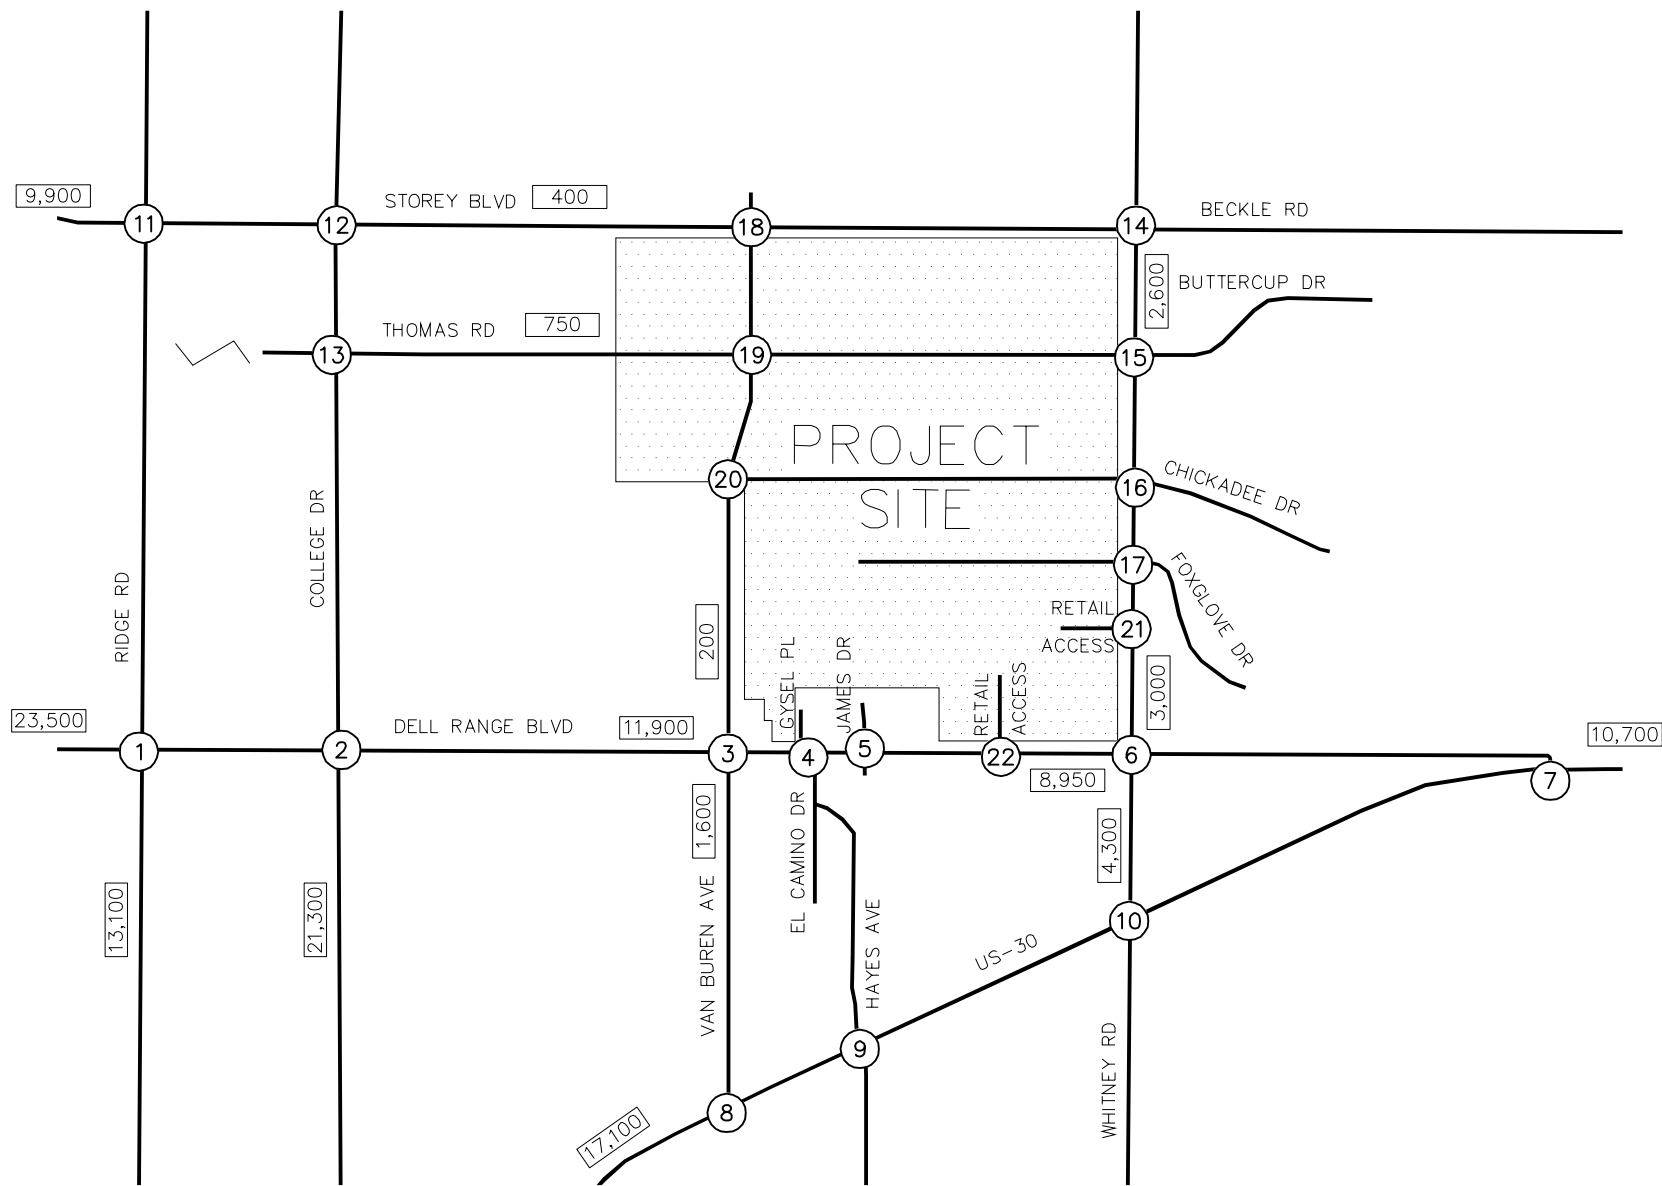 9,900
STOREY BLVD
400
BECKLE RD
11
12
18
14
2,600
BUTTERCUP DR
THOMAS RD
750
13
19
15
PROJECT
SITE
20
16
CHICKADEE DR
COLLEGE DR
RIDGE RD
17
FOXGLOVE DR
200
RETAIL
ACCESS
21
GYSEL PL
JAMES DR
RETAIL
ACCESS
3,000
23,500
DELL RANGE BLVD
11,900
10,700
1
2
3
4
5
22
6
7
8,950
1,600
EL CAMINO DR
4,300
13,100
21,300
VAN BUREN AVE
HAYES AVE
US-30
10
9
WHITNEY RD
8
17,100